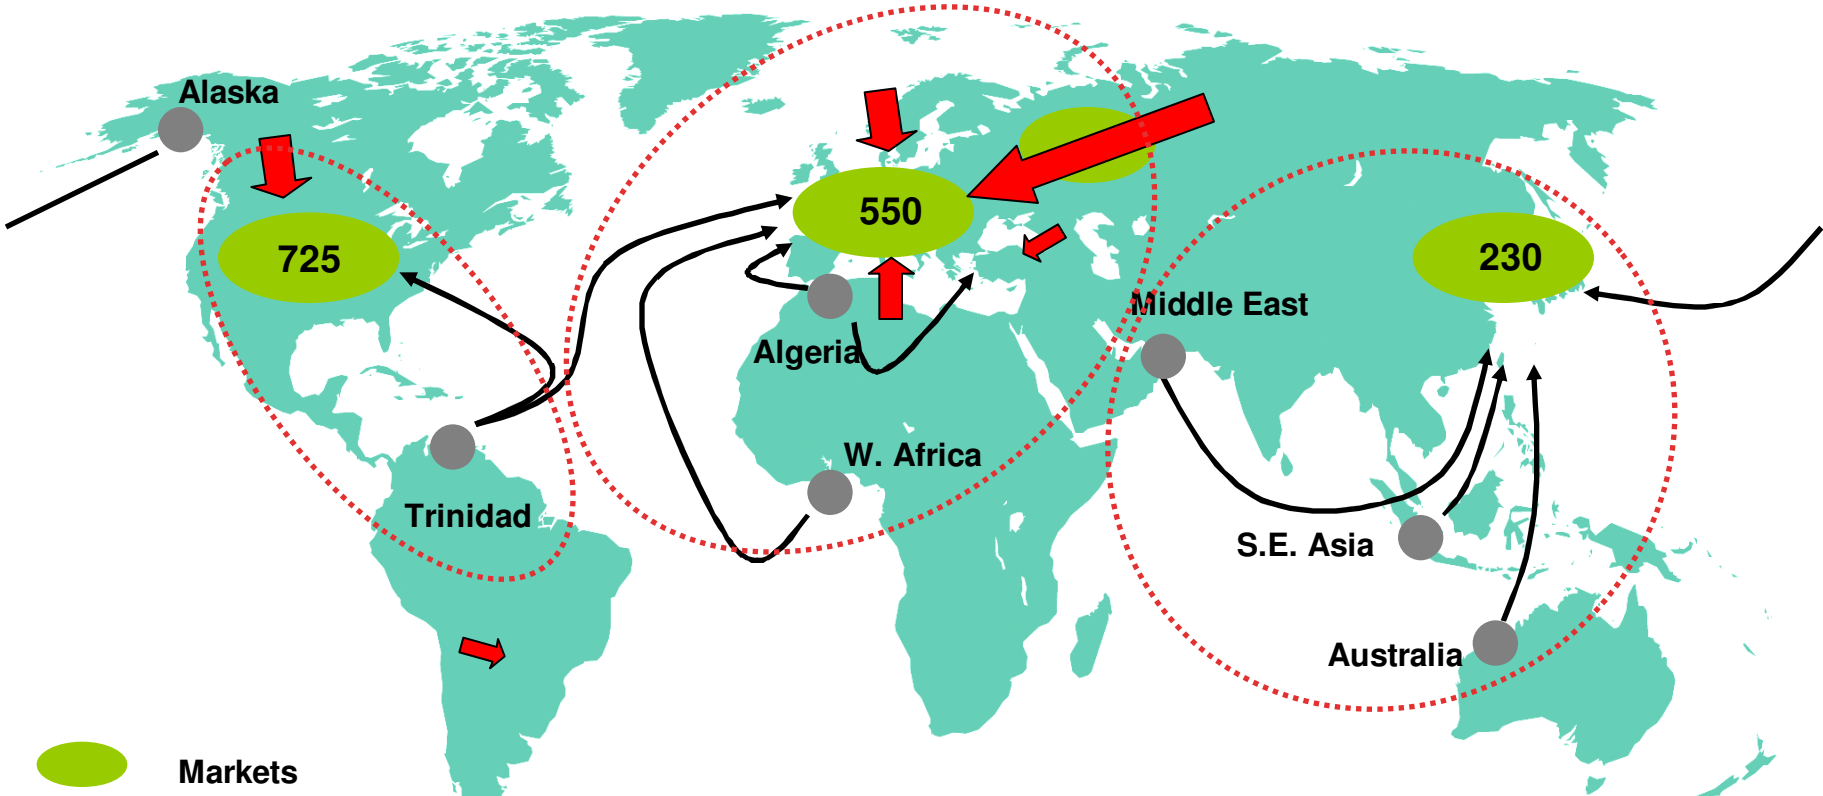 Alaska
550
725
230
Middle East
Algeria
W. Africa
Trinidad
S.E. Asia
Australia
Markets